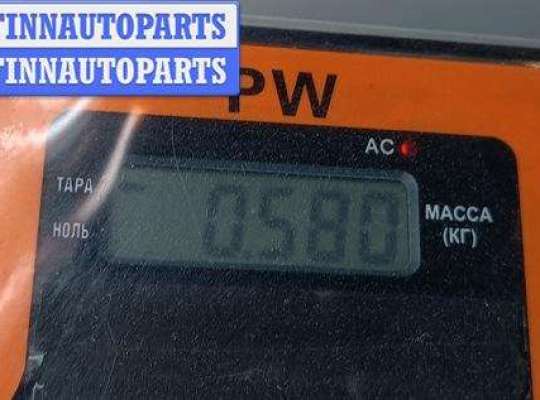 FINNAUTOPARTS
FINNAUTOPARTS
PW
AC
ТАРА
НОЛЬ
0.580
МАССА
(КГ)